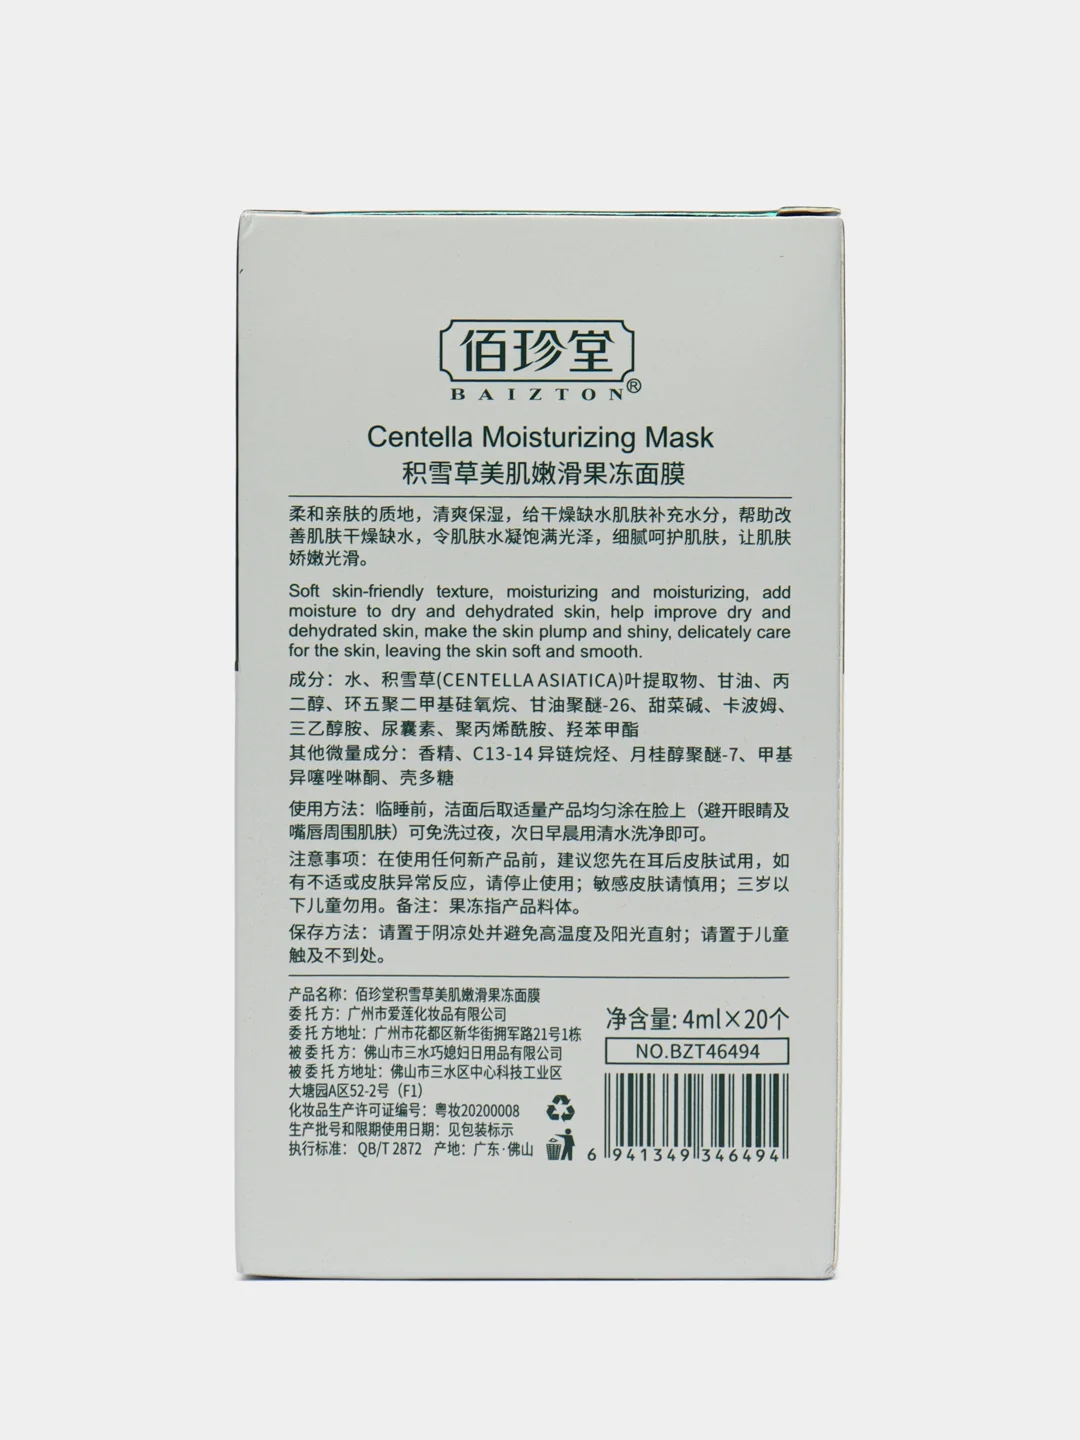 佰珍堂
BAIZTON®
Centella Moisturizing Mask
积雪草美肌嫩滑果冻面膜
柔和亲肤的质地，清爽保湿，给干燥缺水肌肤补充水分，帮助改
善肌肤干燥缺水，令肌肤水凝饱满光泽，细腻呵护肌肤，让肌肤
娇嫩光滑。
Soft skin-friendly texture, moisturizing and moisturizing, add
moisture to dry and dehydrated skin, help improve dry and
dehydrated skin, make the skin plump and shiny, delicately care
for the skin, leaving the skin soft and smooth.
成分：水、积雪草(CENTELLA ASIATICA)叶提取物、甘油、丙
二醇、环五聚二甲基硅氧烷、甘油聚醚-26、甜菜碱、卡波姆、
三乙醇胺、尿囊素、聚丙烯酰胺、羟苯甲酯
其他微量成分：香精、C13-14 异链烷烃、月桂醇聚醚-7、甲基
异噻唑啉酮、壳多糖
使用方法：临睡前，洁面后取适量产品均匀涂在脸上（避开眼睛及
嘴唇周围肌肤）可免洗过夜，次日早晨用清水洗净即可。
注意事项：在使用任何新产品前，建议您先在耳后皮肤试用，如
有不适或皮肤异常反应，请停止使用；敏感皮肤请慎用；三岁以
下儿童勿用。备注：果冻指产品料体。
保存方法：请置于阴凉处并避免高温度及阳光直射；请置于儿童
触及不到处。
产品名称：佰珍堂积雪草美肌嫩滑果冻面膜
委托方：广州市爱莲化妆品有限公司
委托方地址：广州市花都区新华街拥军路21号1栋
被委托方：佛山市三水巧媳妇日用品有限公司
被委托方地址：佛山市三水区中心科技工业区
大塘园A区52-2号（F1）
化妆品生产许可证编号：粤妆20200008
生产批号和限期使用日期：见包装标示
执行标准：QB/T 2872 产地：广东·佛山
净含量: 4ml×20个
NO.BZT46494
6 941349 346494